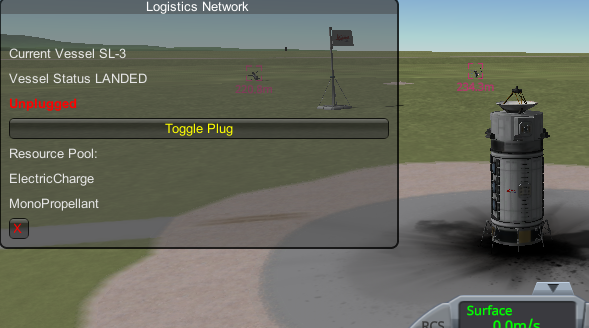 Logistics Network
Current Vessel SL-3
Vessel Status LANDED
Unplugged
Toggle Plug
Resource Pool:
ElectricCharge
MonoPropellant
X
Surface
RCS
0.0m/s